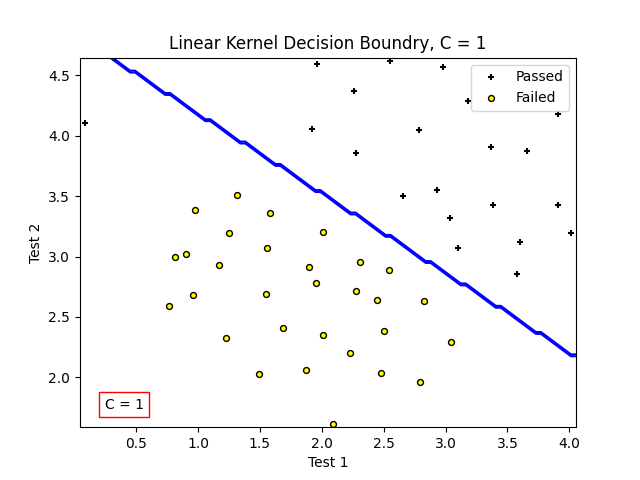 Linear Kernel Decision Boundry, C = 1
Passed
Failed
4.5
4.0
3.5
3.0
2.5
2.0
Test 2
C = 1
0.5 1.0 1.5 2.0 2.5 3.0 3.5 4.0
Test 1